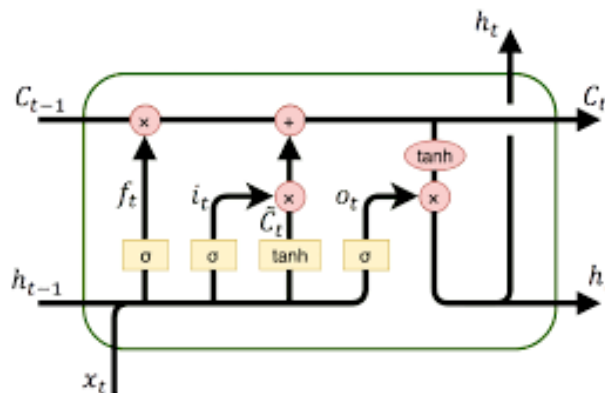 h_t
C_{t-1} × + C_t
tanh
f_t i_t × o_t ×
C̃_t
σ σ tanh σ
h_{t-1} h
x_t